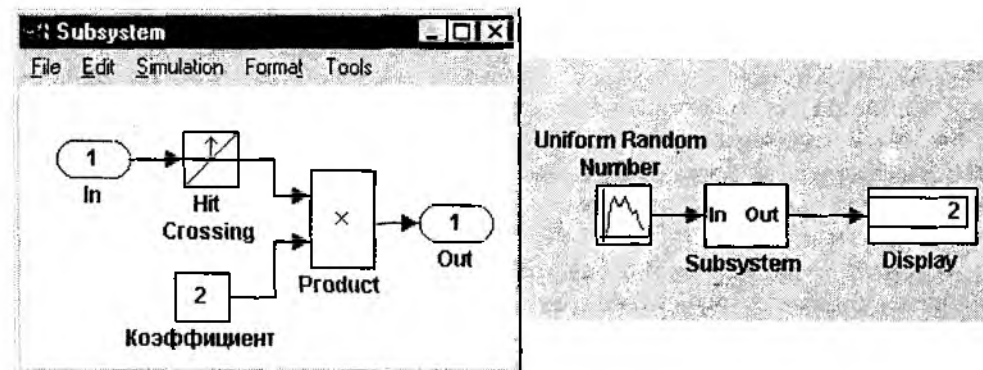 Subsystem
File Edit Simulation Format Tools
1
In
Hit
Crossing
2
Коэффициент
×
Product
1
Out
Uniform Random
Number
In Out
Subsystem
2
Display